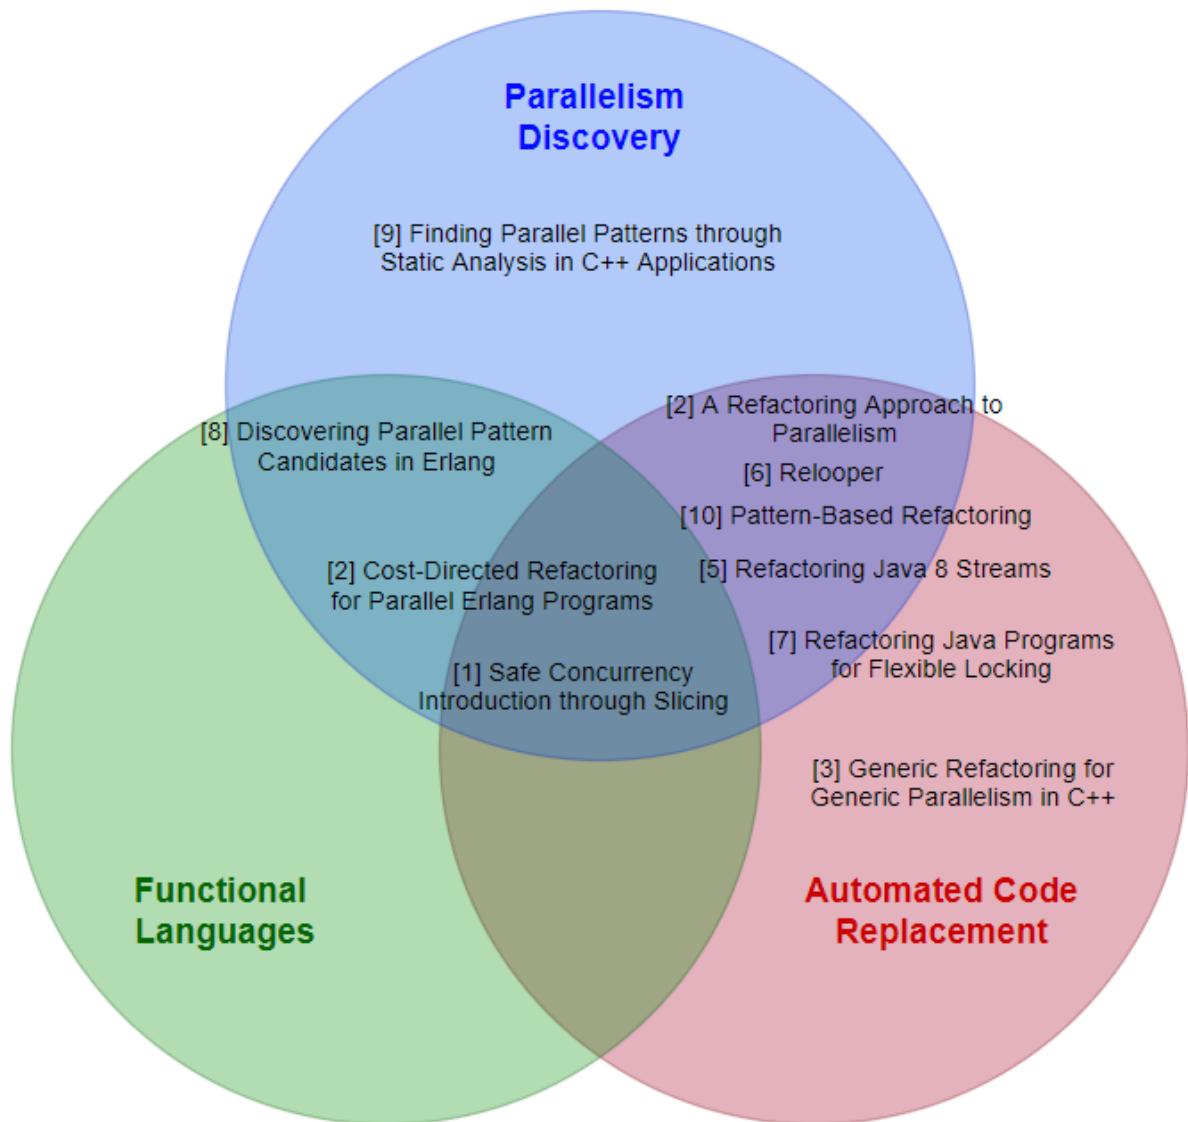 Parallelism
Discovery
[9] Finding Parallel Patterns through
Static Analysis in C++ Applications
[8] Discovering Parallel Pattern
Candidates in Erlang
[2] A Refactoring Approach to
Parallelism
[6] Relooper
[10] Pattern-Based Refactoring
[2] Cost-Directed Refactoring
for Parallel Erlang Programs
[5] Refactoring Java 8 Streams
[7] Refactoring Java Programs
for Flexible Locking
[1] Safe Concurrency
Introduction through Slicing
[3] Generic Refactoring for
Generic Parallelism in C++
Functional
Languages
Automated Code
Replacement